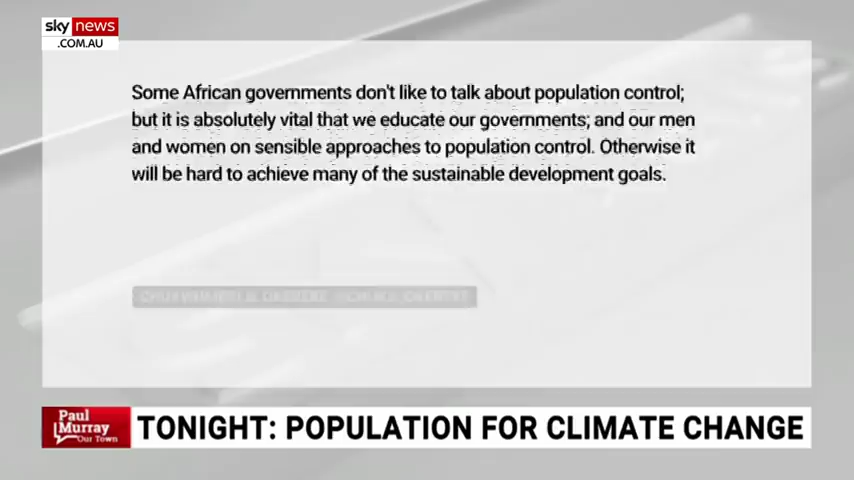 sky news
.COM.AU
Some African governments don't like to talk about population control;
but it is absolutely vital that we educate our governments; and our men
and women on sensible approaches to population control. Otherwise it
will be hard to achieve many of the sustainable development goals.
Paul
Murray
Our Town
TONIGHT: POPULATION FOR CLIMATE CHANGE